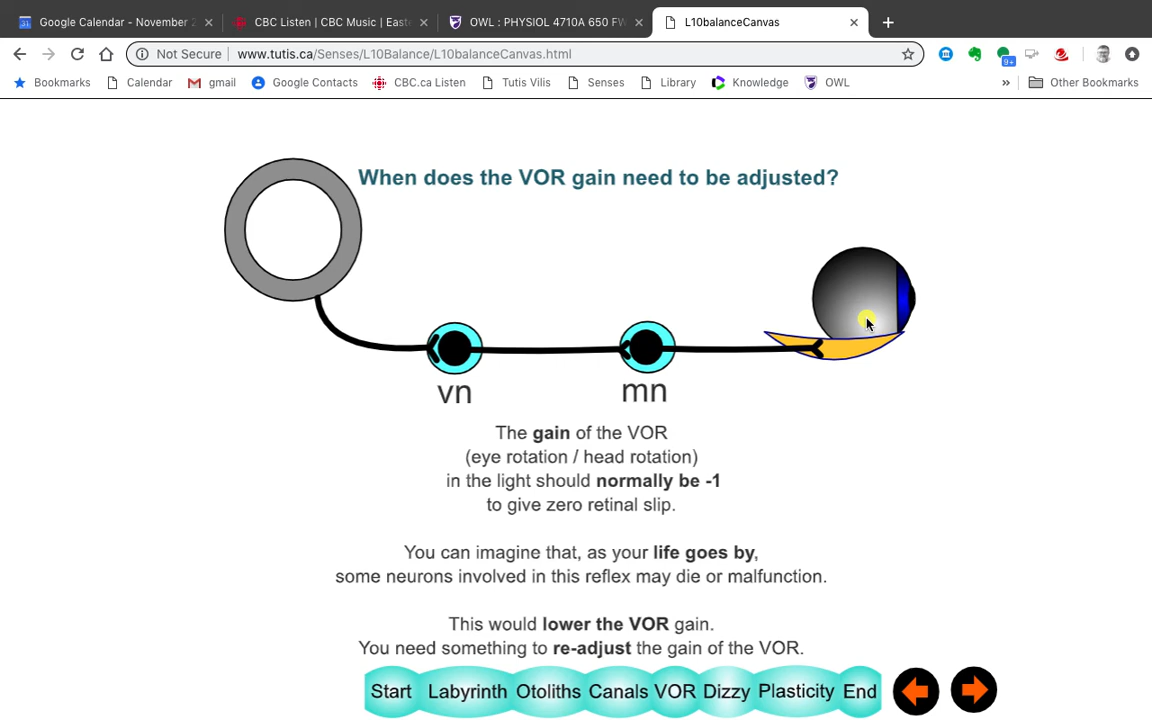 Google Calendar - November 2
CBC Listen | CBC Music | Easte
OWL : PHYSIOL 4710A 650 FW
L10balanceCanvas
Not Secure
www.tutis.ca/Senses/L10Balance/L10balanceCanvas.html
9+
Bookmarks
Calendar
gmail
Google Contacts
CBC.ca Listen
Tutis Vilis
Senses
Library
Knowledge
OWL
»
Other Bookmarks
When does the VOR gain need to be adjusted?
vn
mn
The gain of the VOR
(eye rotation / head rotation)
in the light should normally be -1
to give zero retinal slip.
You can imagine that, as your life goes by,
some neurons involved in this reflex may die or malfunction.
This would lower the VOR gain.
You need something to re-adjust the gain of the VOR.
Start
Labyrinth
Otoliths
Canals
VOR
Dizzy
Plasticity
End